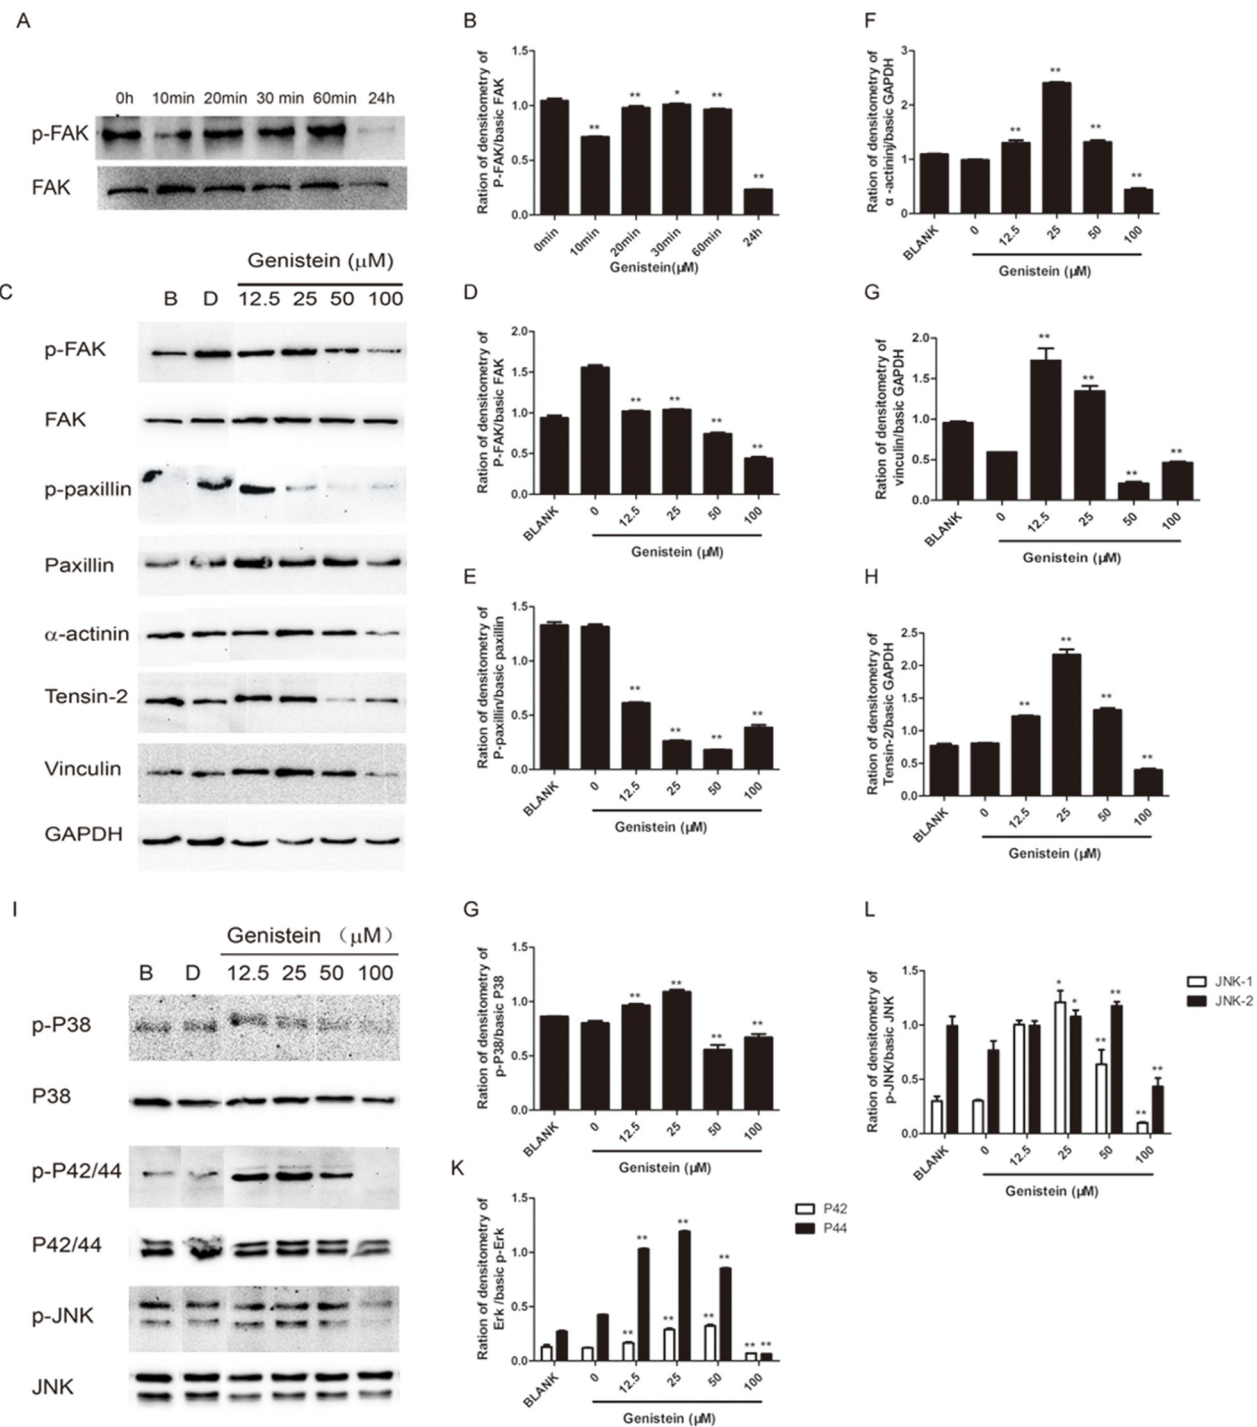 A
0h 10min 20min 30 min 60min 24h
p-FAK
FAK
B
Ration of densitometry of
P-FAK/basic FAK
1.5
1.0
0.5
0.0
** ** * ** **
0min 10min 20min 30min 60min 24h
Genistein(μM)
F
Ration of densitometry of
α -actininj/basic GAPDH
3
2
1
0
** ** ** **
BLANK 0 12.5 25 50 100
Genistein (μM)
C
Genistein (μM)
B D 12.5 25 50 100
p-FAK
FAK
p-paxillin
Paxillin
α-actinin
Tensin-2
Vinculin
GAPDH
D
Ration of densitometry of
P-FAK/basic FAK
2.0
1.5
1.0
0.5
0.0
** ** ** **
BLANK 0 12.5 25 50 100
Genistein (μM)
G
Ration of densitometry of
vinculin/basic GAPDH
2.0
1.5
1.0
0.5
0.0
** ** ** **
BLANK 0 12.5 25 50 100
Genistein (μM)
E
Ration of densitometry of
P-paxillin/basic paxillin
1.5
1.0
0.5
0.0
** ** ** **
BLANK 0 12.5 25 50 100
Genistein (μM)
H
Ration of densitometry of
Tensin-2/basic GAPDH
2.5
2.0
1.5
1.0
0.5
0.0
** ** ** **
BLANK 0 12.5 25 50 100
Genistein (μM)
I
Genistein （μM）
B D 12.5 25 50 100
p-P38
P38
p-P42/44
P42/44
p-JNK
JNK
G
Ration of densitometry of
p-P38/basic P38
1.5
1.0
0.5
0.0
** ** ** **
BLANK 0 12.5 25 50 100
Genistein (μM)
L
Ration of densitometry of
p-JNK/basic JNK
1.5
1.0
0.5
0.0
* * ** ** ** **
JNK-1
JNK-2
BLANK 0 12.5 25 50 100
Genistein (μM)
K
Ration of densitometry of
Erk /basic p-Erk
1.5
1.0
0.5
0.0
** ** ** ** ** ** ** **
P42
P44
BLANK 0 12.5 25 50 100
Genistein (μM)